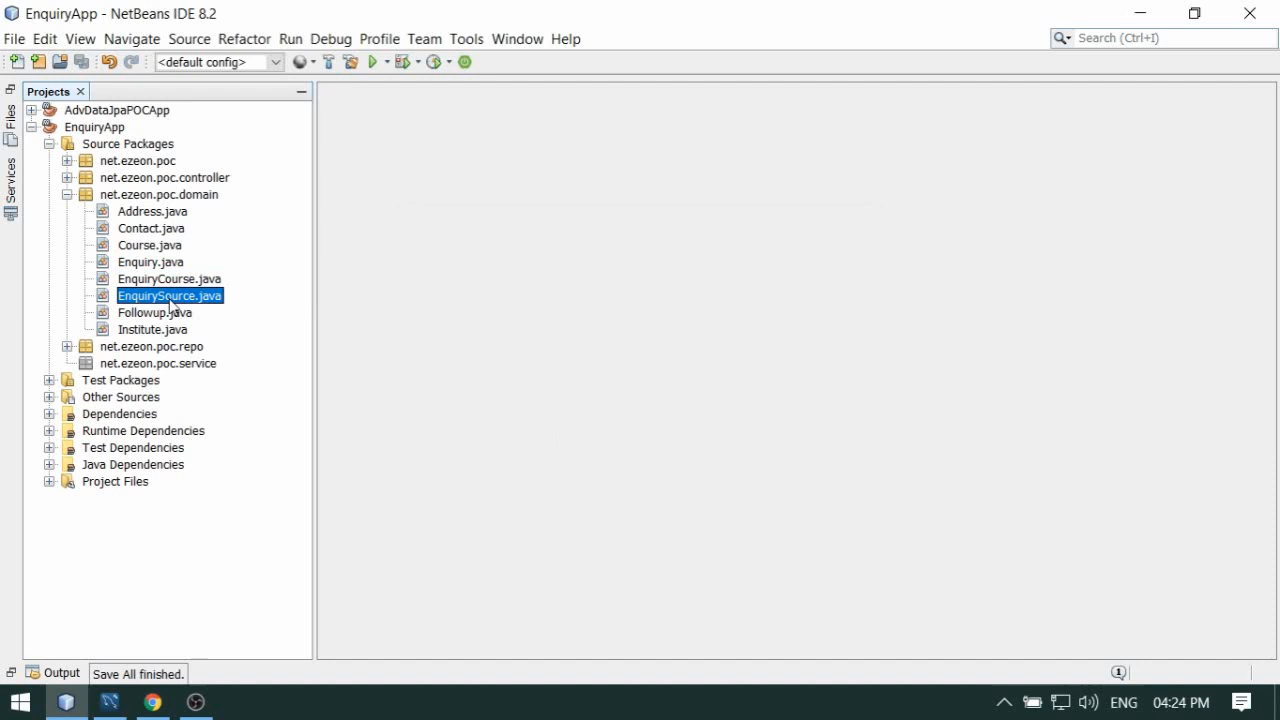 EnquiryApp - NetBeans IDE 8.2
File Edit View Navigate Source Refactor Run Debug Profile Team Tools Window Help
Search (Ctrl+I)
<default config>
Projects
Files
Services
AdvDataJpaPOCApp
EnquiryApp
Source Packages
net.ezeon.poc
net.ezeon.poc.controller
net.ezeon.poc.domain
Address.java
Contact.java
Course.java
Enquiry.java
EnquiryCourse.java
EnquirySource.java
Followup.java
Institute.java
net.ezeon.poc.repo
net.ezeon.poc.service
Test Packages
Other Sources
Dependencies
Runtime Dependencies
Test Dependencies
Java Dependencies
Project Files
Output
Save All finished.
1
ENG 04:24 PM